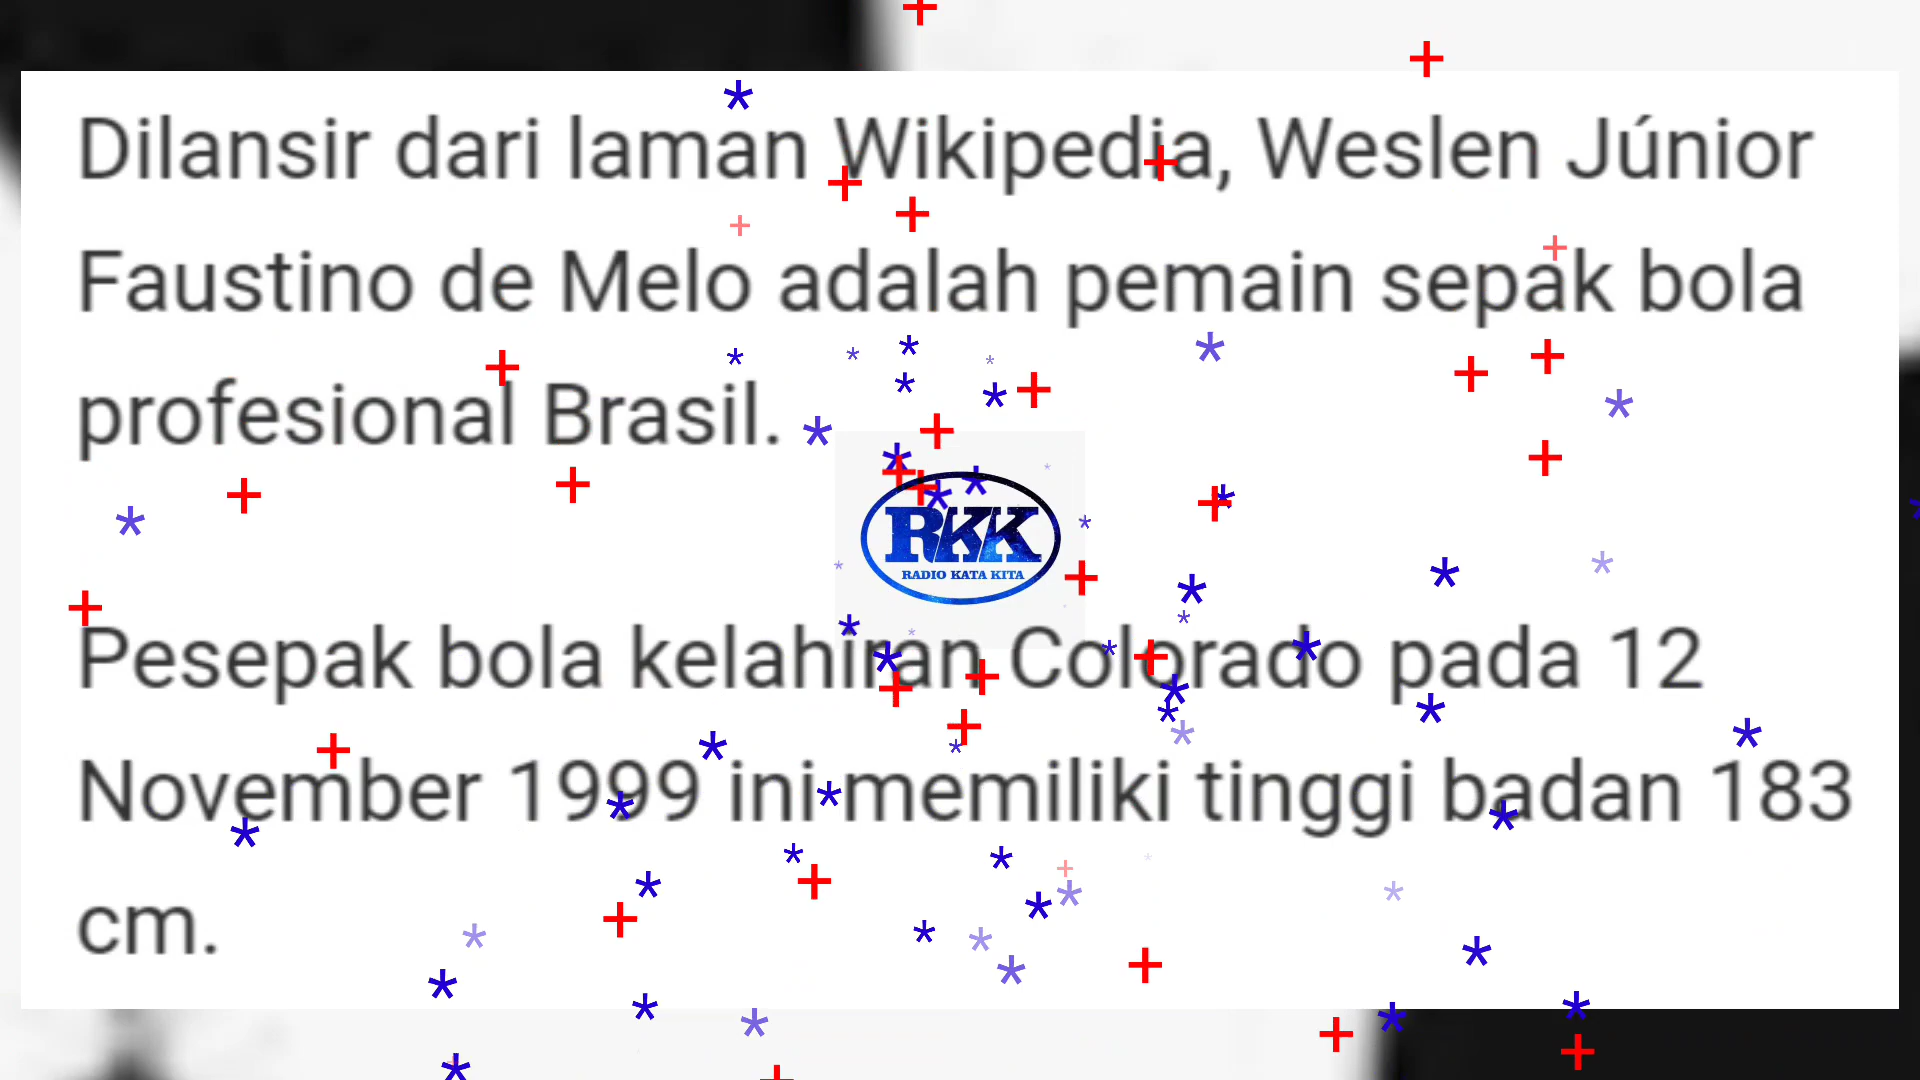 Dilansir dari laman Wikipedia, Weslen Júnior
Faustino de Melo adalah pemain sepak bola
profesional Brasil.
RKK
RADIO KATA KITA
Pesepak bola kelahiran Colorado pada 12
November 1999 ini memiliki tinggi badan 183
cm.